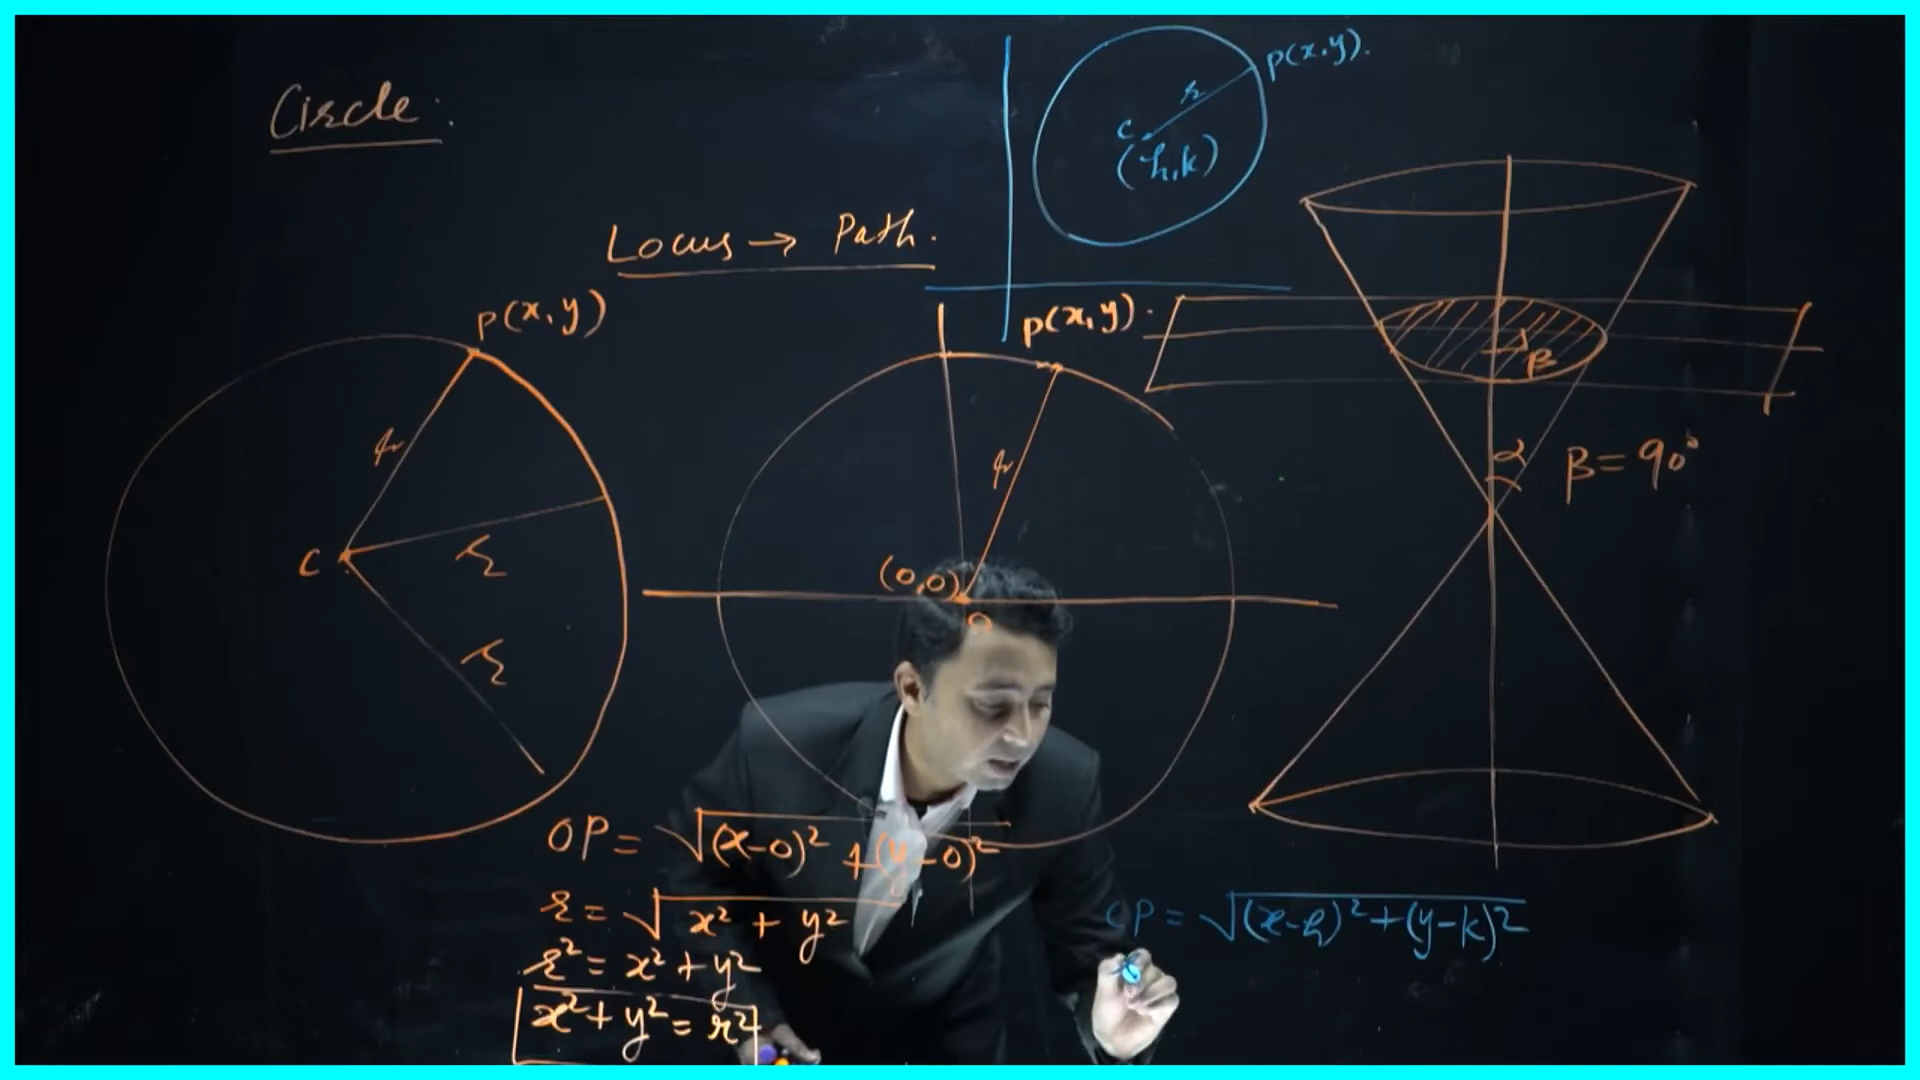 Circle:
P(x,y).
r
C
(h,k)
Locus → Path.
P(x,y)
r
C
r
r
P(x,y).
r
(0,0)
O
β
α
β=90°
OP = √(x-0)² + (y-0)²
r = √x² + y²
r² = x² + y²
x² + y² = r²
CP = √(x-h)² + (y-k)²